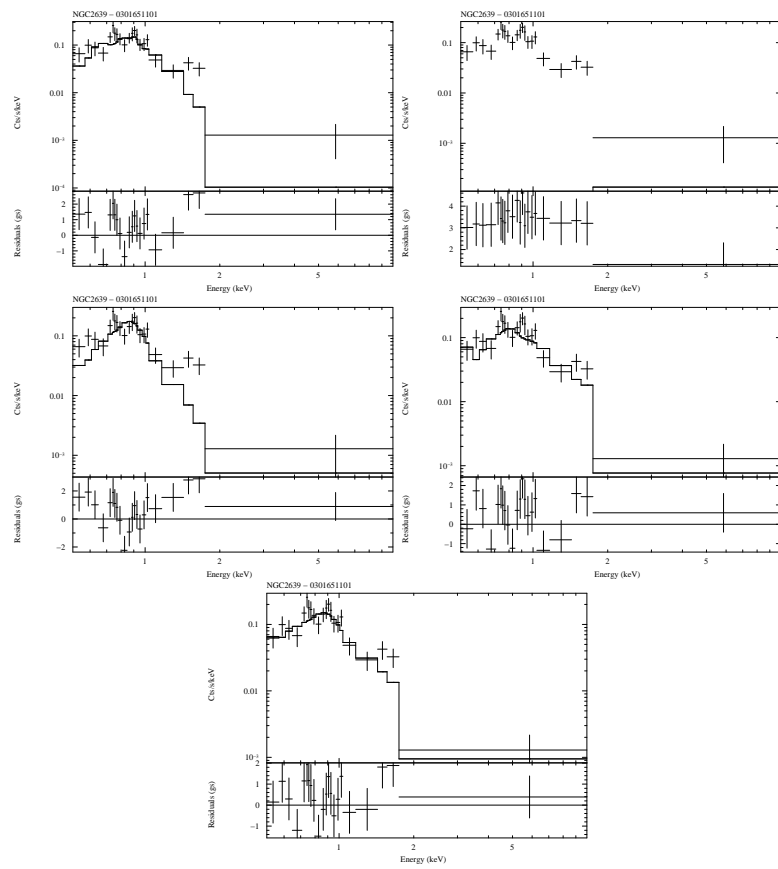 NGC2639 − 0301651101
0.1
0.01
10⁻³
10⁻⁴
Cts/s/keV
2
1
0
−1
Residuals (gs)
1
2
5
Energy (keV)
NGC2639 − 0301651101
0.1
0.01
10⁻³
Cts/s/keV
4
3
2
Residuals (gs)
1
2
5
Energy (keV)
NGC2639 − 0301651101
0.1
0.01
10⁻³
Cts/s/keV
2
0
−2
Residuals (gs)
1
2
5
Energy (keV)
NGC2639 − 0301651101
0.1
0.01
10⁻³
Cts/s/keV
2
1
0
−1
Residuals (gs)
1
2
5
Energy (keV)
NGC2639 − 0301651101
0.1
0.01
10⁻³
Cts/s/keV
2
1
0
−1
Residuals (gs)
1
2
5
Energy (keV)